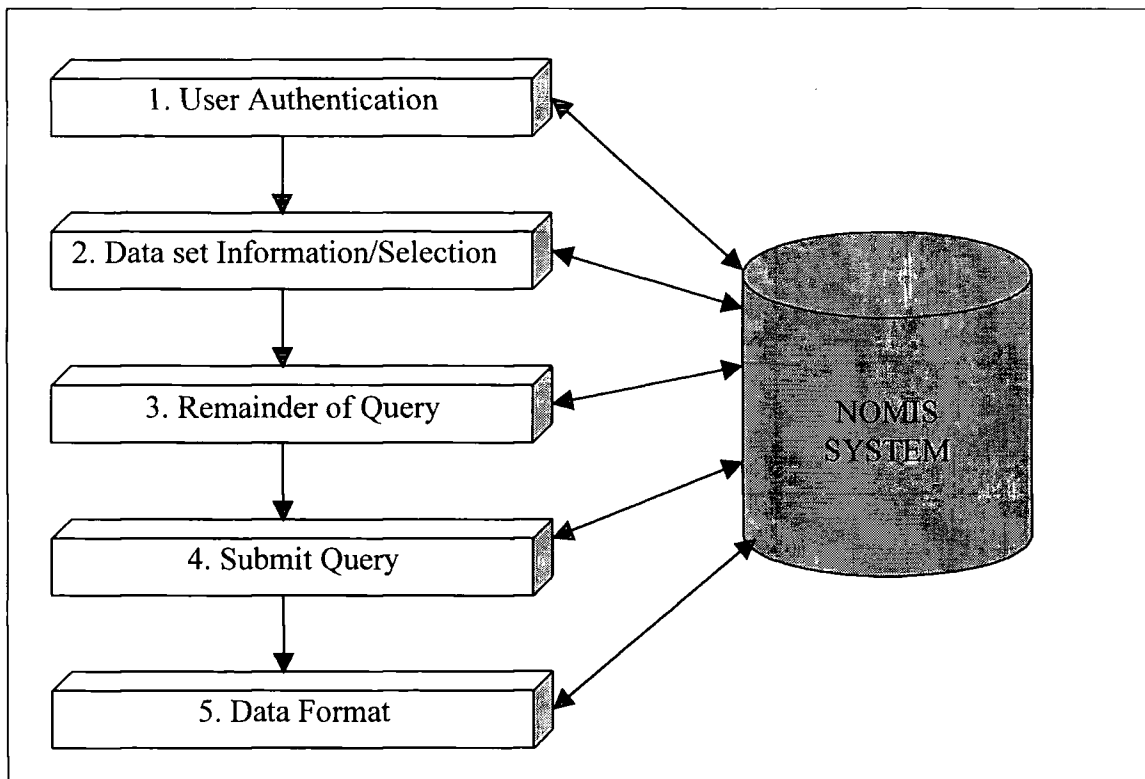 1. User Authentication
2. Data set Information/Selection
3. Remainder of Query
4. Submit Query
5. Data Format
NOMIS
SYSTEM